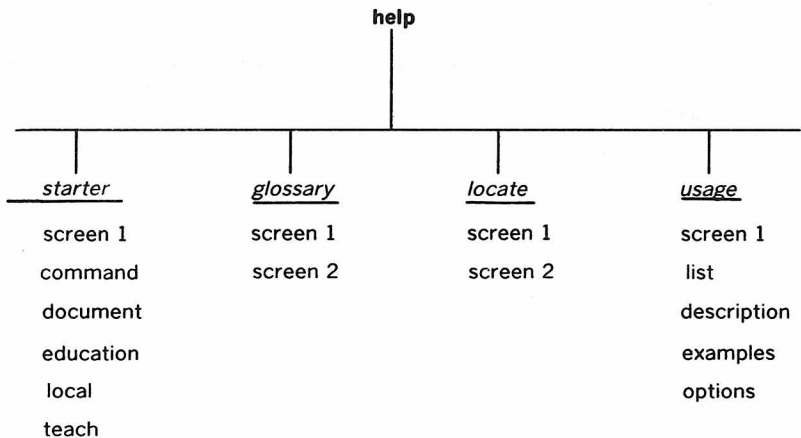 help
starter glossary locate usage
screen 1 screen 1 screen 1 screen 1
command screen 2 screen 2 list
document description
education examples
local options
teach